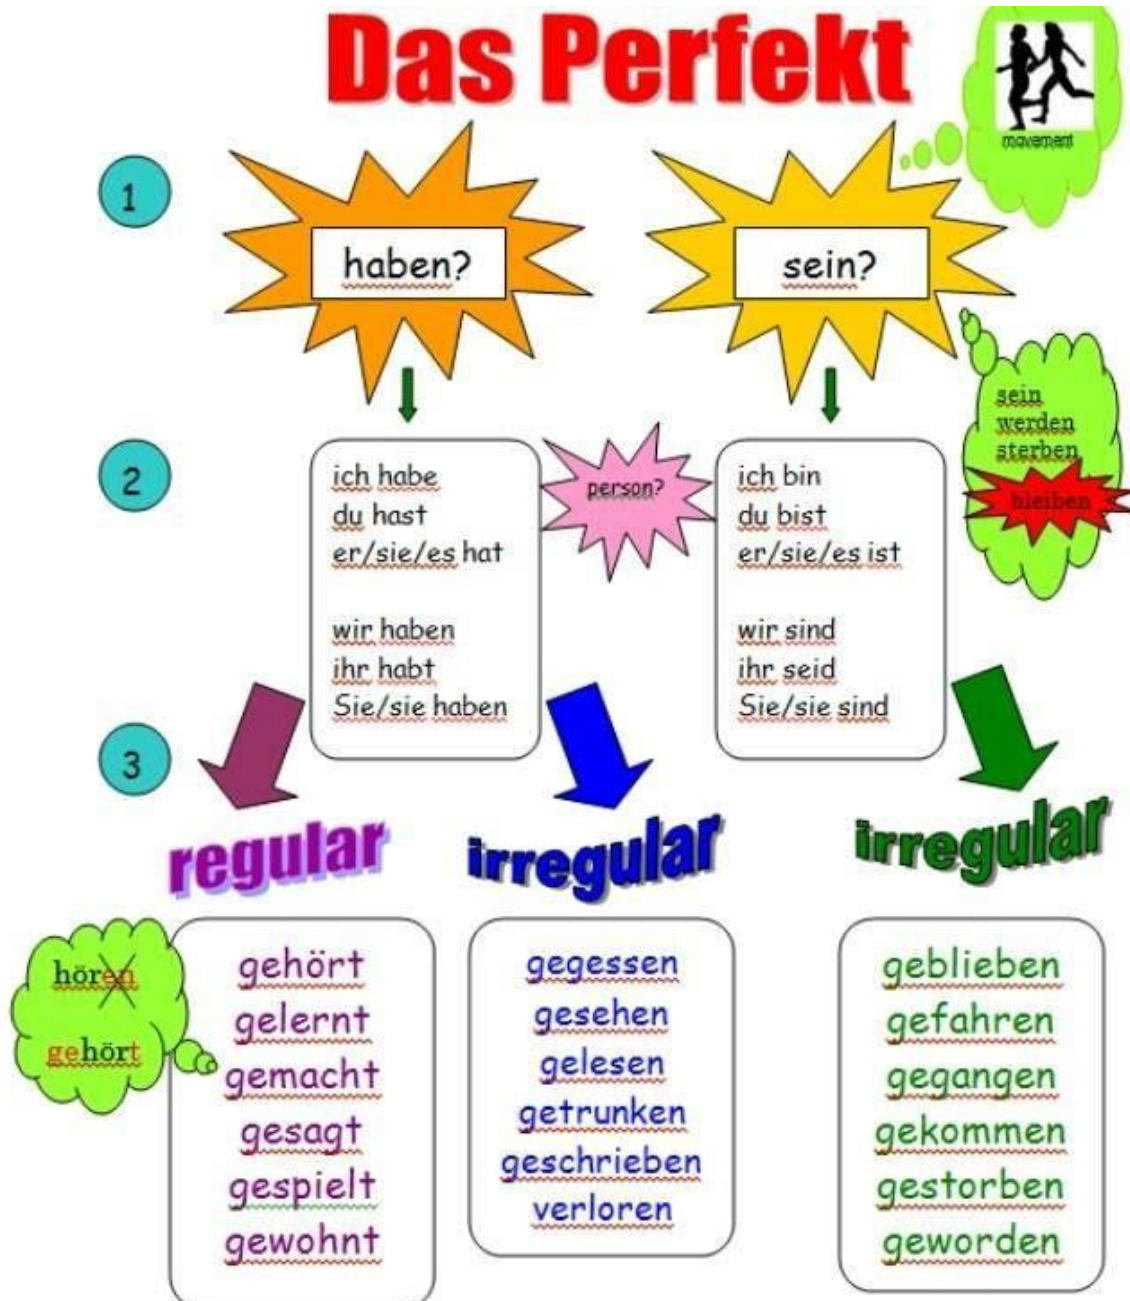 Das Perfekt
movement
1
haben?
sein?
sein
werden
sterben
bleiben
2
person?
ich habe
du hast
er/sie/es hat
wir haben
ihr habt
Sie/sie haben
ich bin
du bist
er/sie/es ist
wir sind
ihr seid
Sie/sie sind
3
regular
irregular
irregular
hören
gehört
gehört
gelernt
gemacht
gesagt
gespielt
gewohnt
gegessen
gesehen
gelesen
getrunken
geschrieben
verloren
geblieben
gefahren
gegangen
gekommen
gestorben
geworden